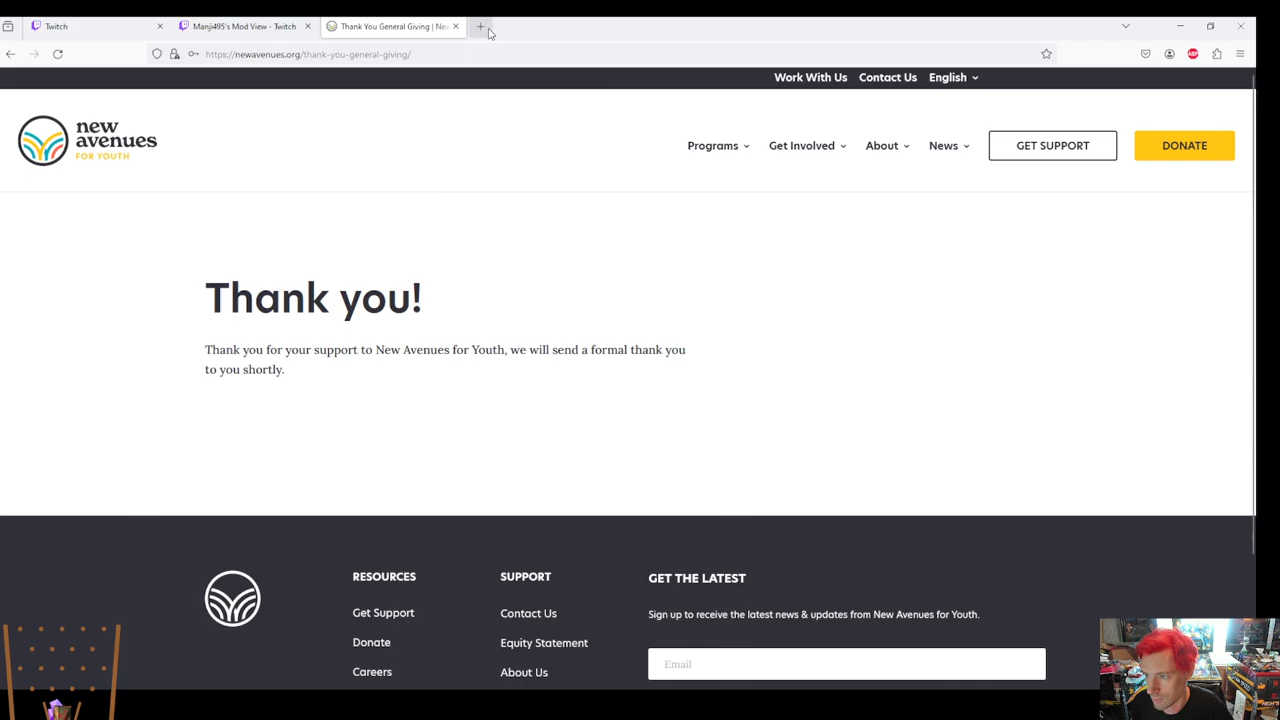 Twitch
Manji495's Mod View - Twitch
Thank You General Giving | Nev
https://newavenues.org/thank-you-general-giving/
ABP
Work With Us
Contact Us
English
new
avenues
FOR YOUTH
Programs
Get Involved
About
News
GET SUPPORT
DONATE
Thank you!
Thank you for your support to New Avenues for Youth, we will send a formal thank you
to you shortly.
RESOURCES
Get Support
Donate
Careers
SUPPORT
Contact Us
Equity Statement
About Us
GET THE LATEST
Sign up to receive the latest news & updates from New Avenues for Youth.
Email